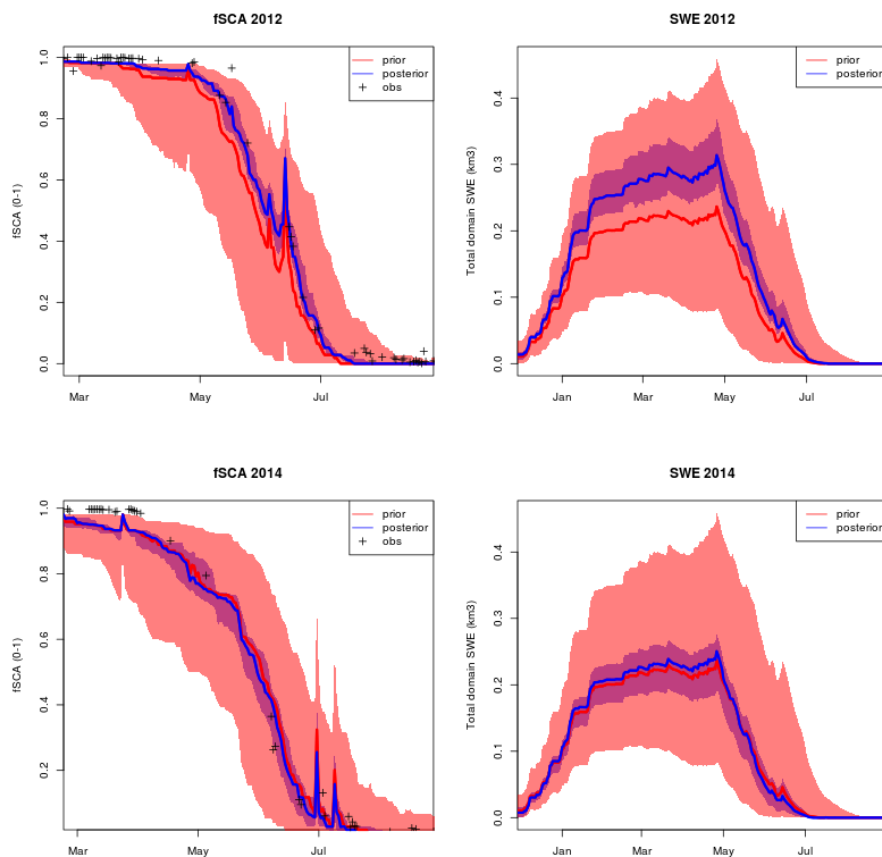 fSCA 2012
fSCA (0-1)
1.0
0.8
0.6
0.4
0.2
0.0
prior
posterior
obs
Mar May Jul
SWE 2012
Total domain SWE (km3)
0.4
0.3
0.2
0.1
0.0
prior
posterior
Jan Mar May Jul
fSCA 2014
fSCA (0-1)
1.0
0.8
0.6
0.4
0.2
prior
posterior
obs
Mar May Jul
SWE 2014
Total domain SWE (km3)
0.4
0.3
0.2
0.1
0.0
prior
posterior
Jan Mar May Jul